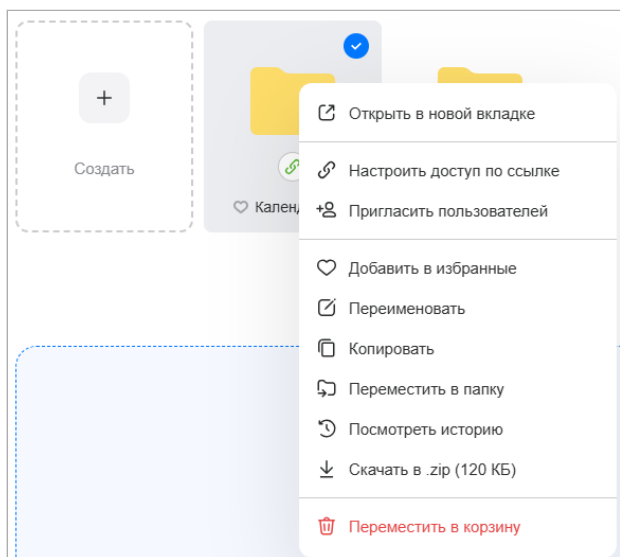 Создать
Календ
Открыть в новой вкладке
Настроить доступ по ссылке
Пригласить пользователей
Добавить в избранные
Переименовать
Копировать
Переместить в папку
Посмотреть историю
Скачать в .zip (120 КБ)
Переместить в корзину